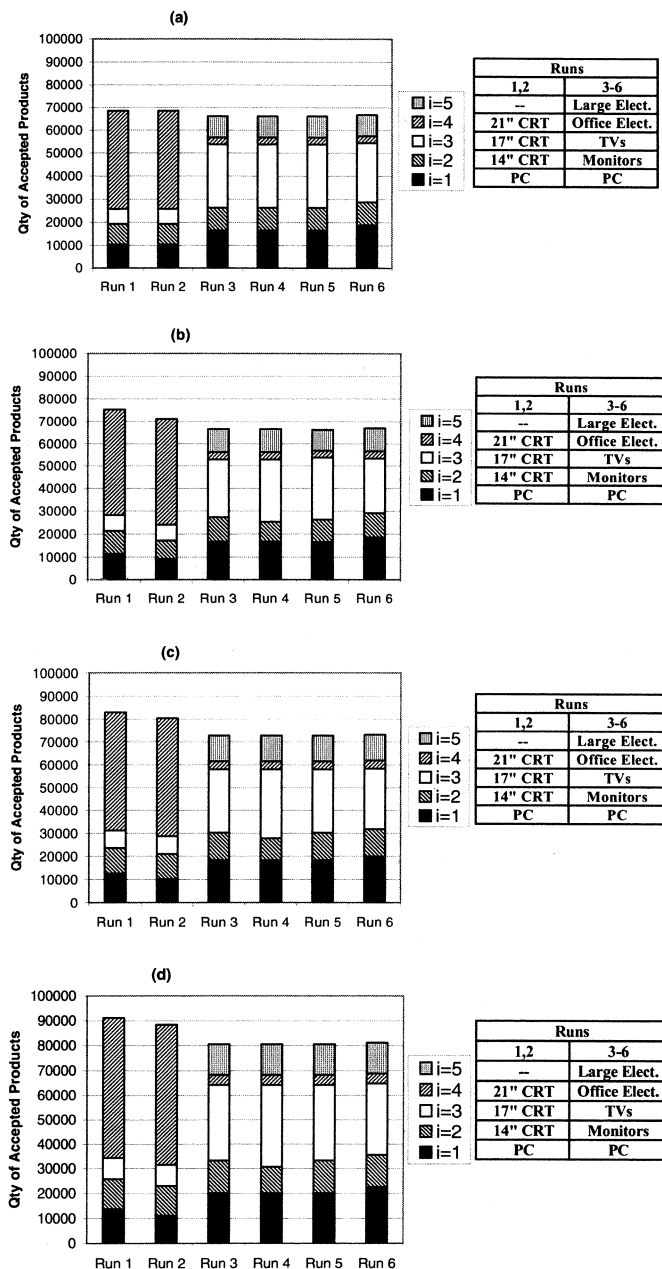 (a)
Qty of Accepted Products
100000
90000
80000
70000
60000
50000
40000
30000
20000
10000
0
Run 1 Run 2 Run 3 Run 4 Run 5 Run 6
i=5
i=4
i=3
i=2
i=1
Runs
1,2 3-6
-- Large Elect.
21" CRT Office Elect.
17" CRT TVs
14" CRT Monitors
PC PC
(b)
Qty of Accepted Products
100000
90000
80000
70000
60000
50000
40000
30000
20000
10000
0
Run 1 Run 2 Run 3 Run 4 Run 5 Run 6
i=5
i=4
i=3
i=2
i=1
Runs
1,2 3-6
-- Large Elect.
21" CRT Office Elect.
17" CRT TVs
14" CRT Monitors
PC PC
(c)
Qty of Accepted Products
100000
90000
80000
70000
60000
50000
40000
30000
20000
10000
0
Run 1 Run 2 Run 3 Run 4 Run 5 Run 6
i=5
i=4
i=3
i=2
i=1
Runs
1,2 3-6
-- Large Elect.
21" CRT Office Elect.
17" CRT TVs
14" CRT Monitors
PC PC
(d)
Qty of Accepted Products
100000
90000
80000
70000
60000
50000
40000
30000
20000
10000
0
Run 1 Run 2 Run 3 Run 4 Run 5 Run 6
i=5
i=4
i=3
i=2
i=1
Runs
1,2 3-6
-- Large Elect.
21" CRT Office Elect.
17" CRT TVs
14" CRT Monitors
PC PC